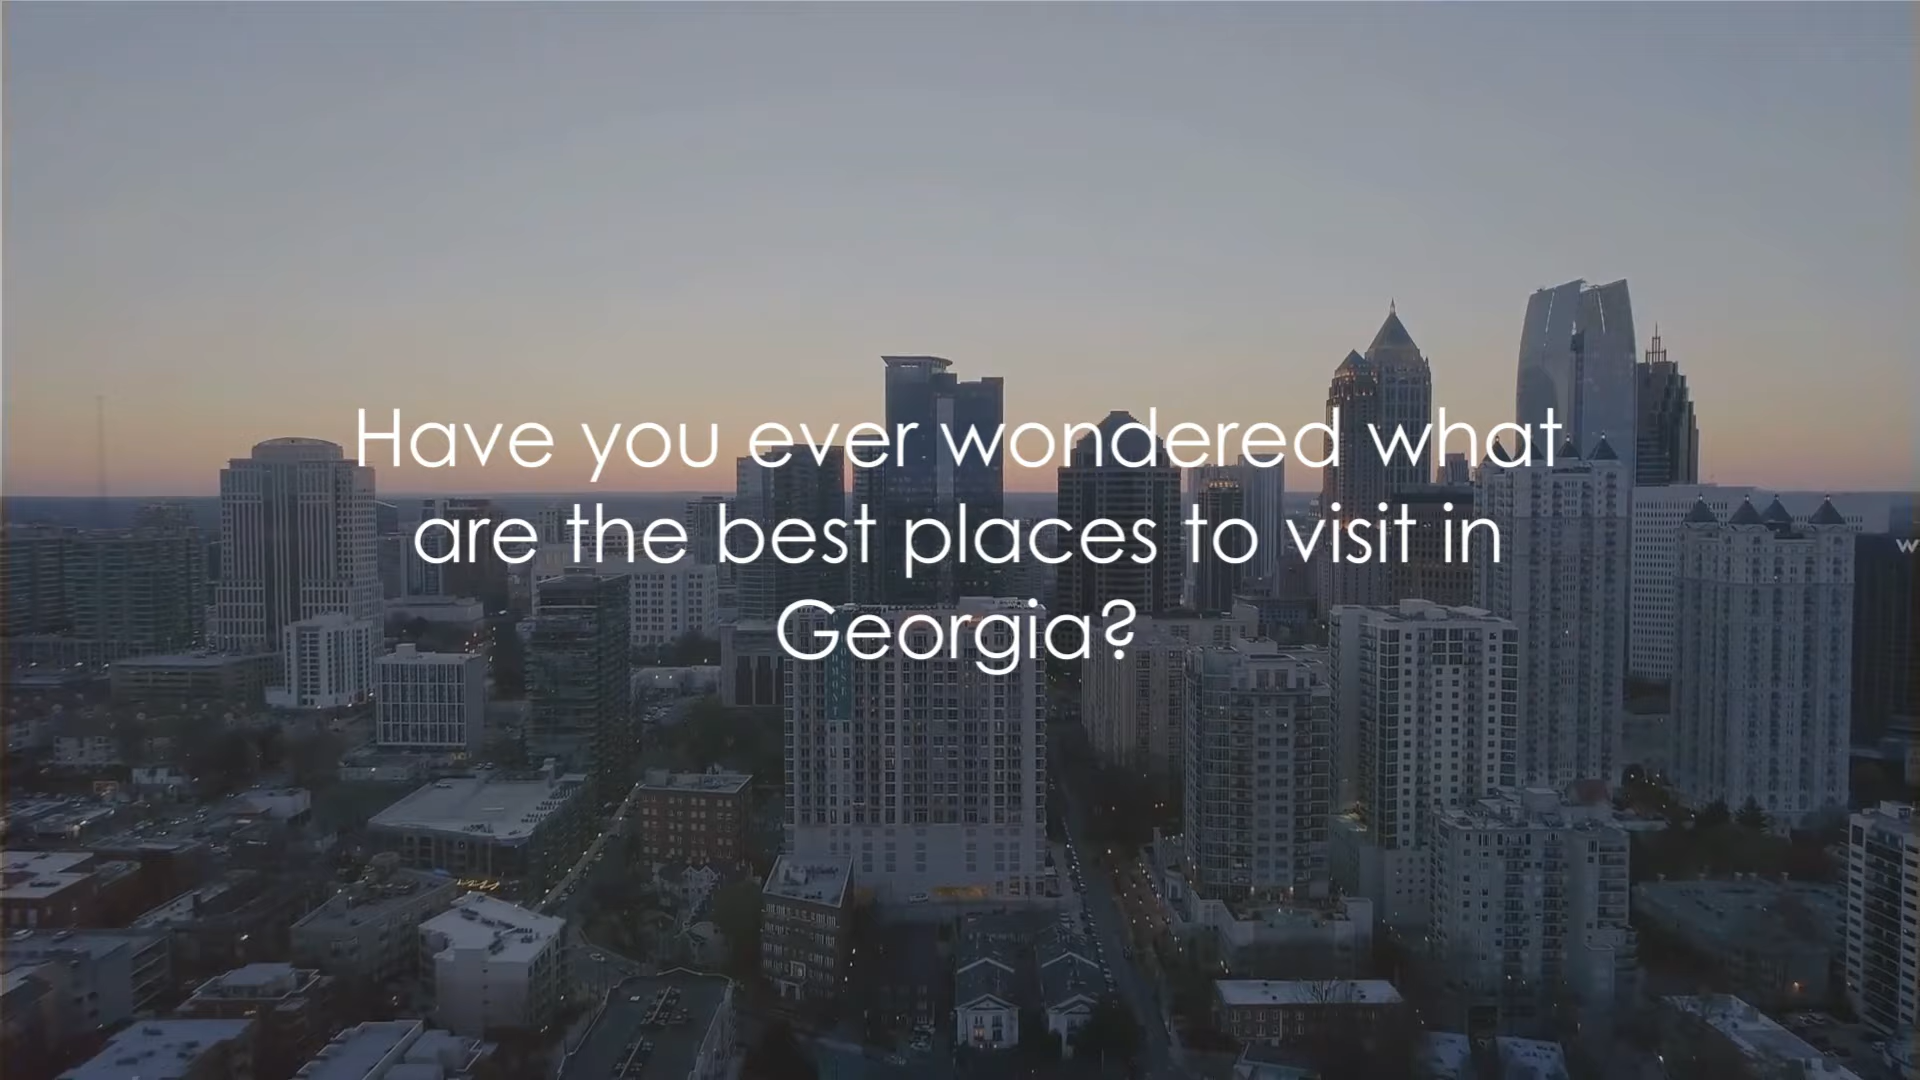 Have you ever wondered what
are the best places to visit in
Georgia?
W